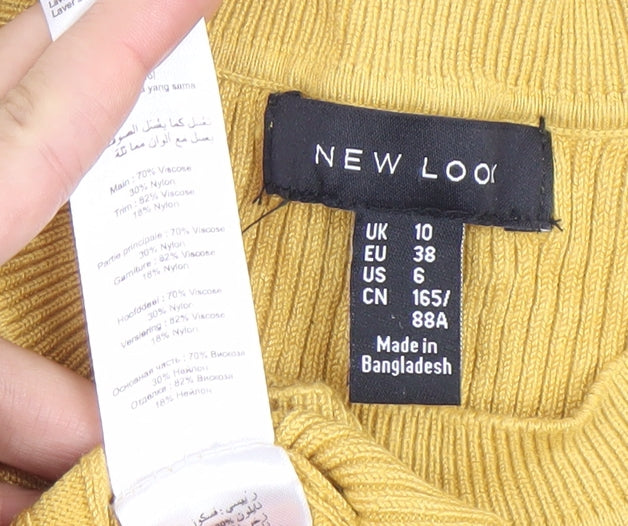 yang sama
Main : 70% Viscose
30% Nylon
Trim : 82% Viscose
18% Nylon
Partie principale : 70% Viscose
30% Nylon
Garniture : 82% Viscose
18% Nylon
Hoofddeel : 70% Viscose
30% Nylon
Versiering : 82% Viscose
18% Nylon
Основная часть : 70% Вискоза
30% Нейлон
Отделка : 82% Вискоза
18% Нейлон
NEW LOOK
UK 10
EU 38
US 6
CN 165/
88A
Made in
Bangladesh